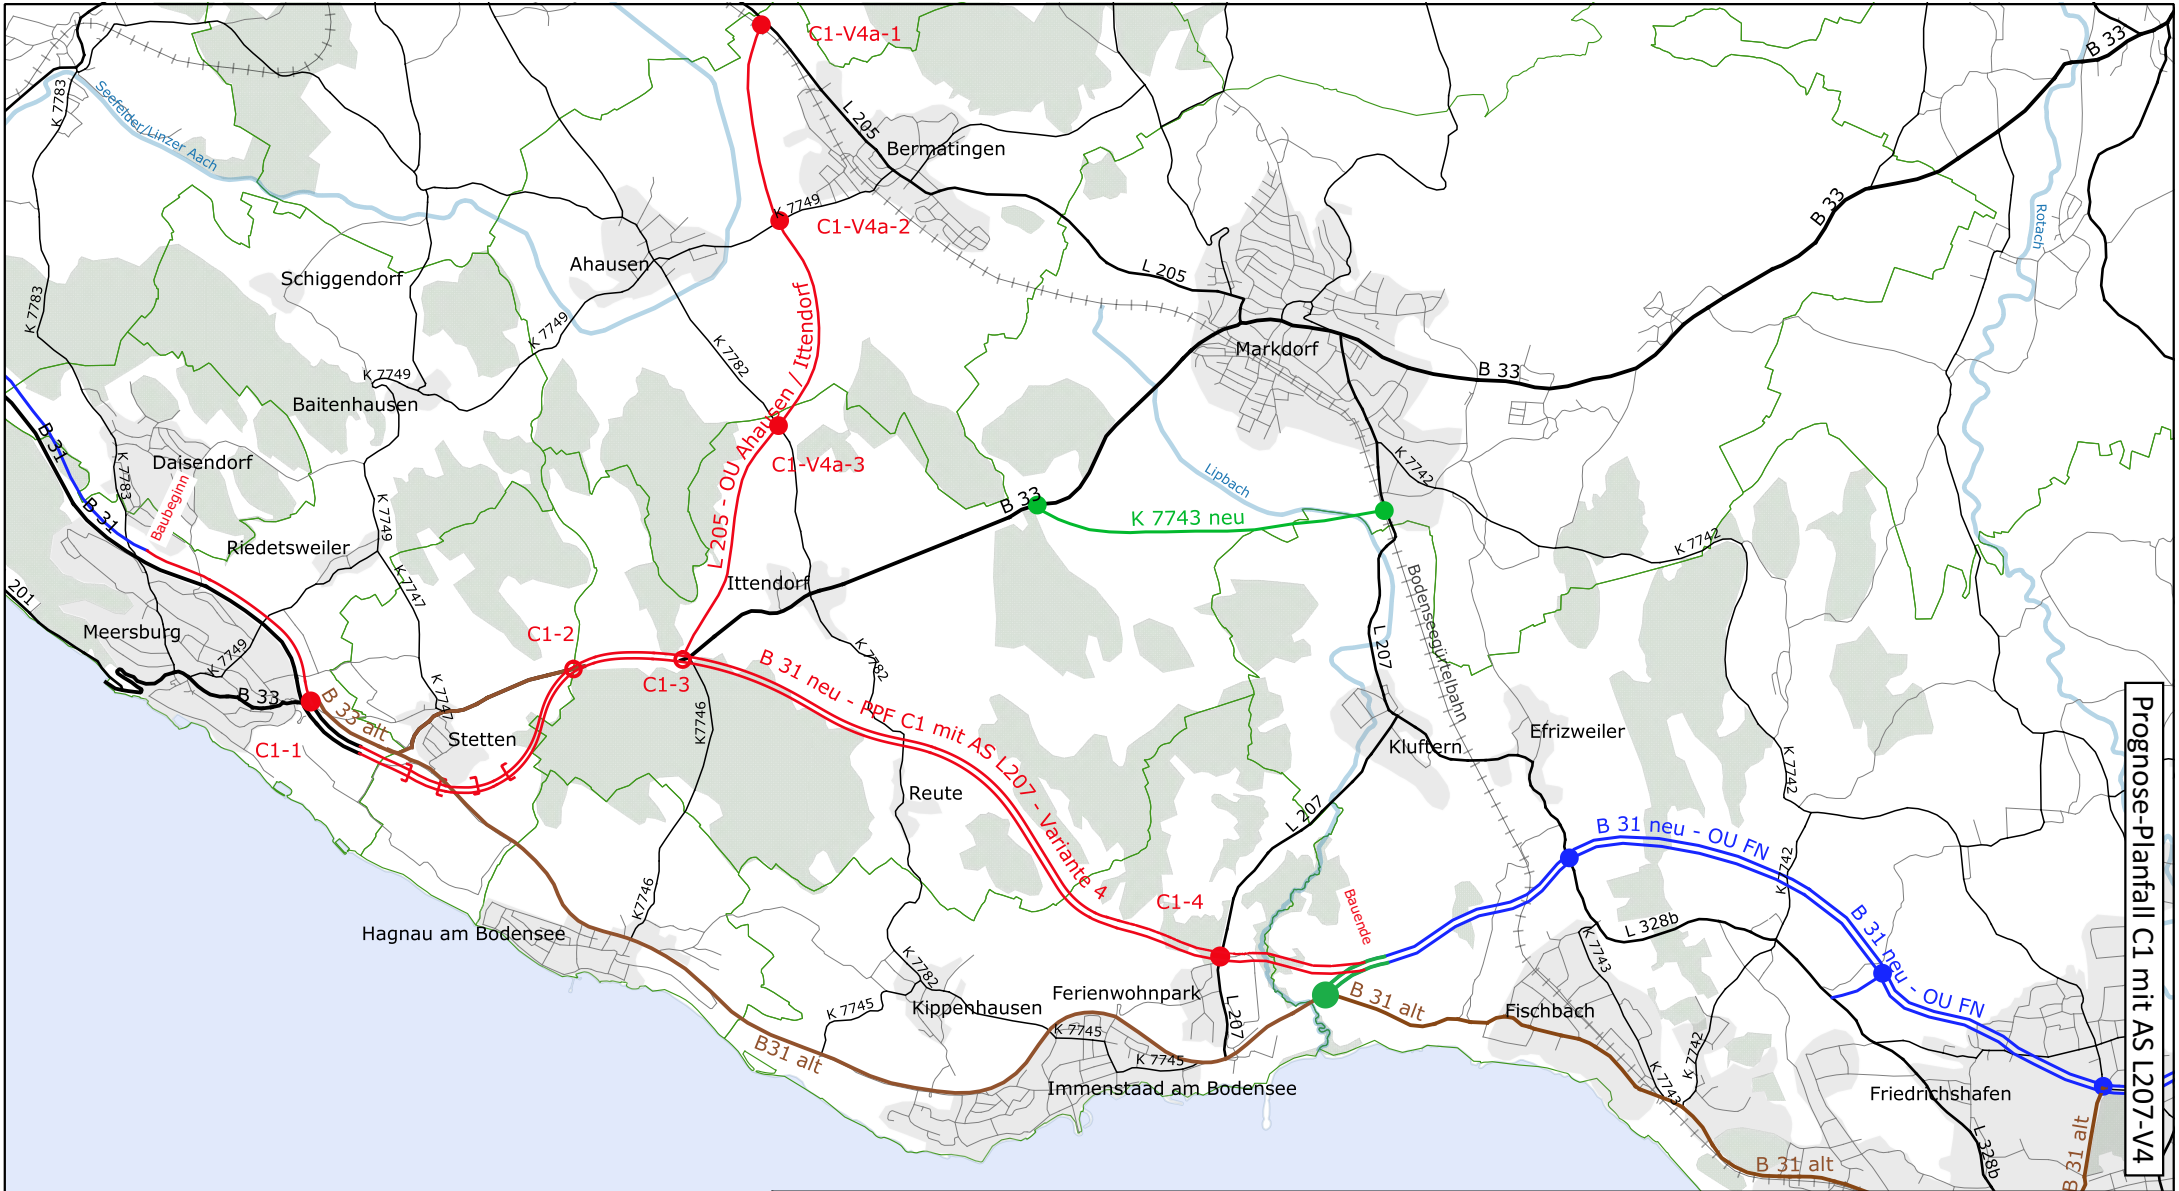 C1-V4a-1
B 33
K 7783
Seefelder/Linzer Aach
L 205
Bermatingen
K 7749
C1-V4a-2
B 33
Rotach
Schiggendorf
Ahausen
L 205
K 7783
K 7749
K 7782
L 205 - OU Ahausen / Ittendorf
Markdorf
B 33
K 7749
Baitenhausen
B 31
Daisendorf
K 7783
C1-V4a-3
K 7742
Lipbach
Baubeginn
B 31
K 7749
B 33
K 7743 neu
Riedetsweiler
K 7742
K 7747
Ittendorf
Bodenseegürtelbahn
201
Meersburg
K 7749
C1-2
L 207
K 7782
B 31 neu - PPF C1 mit AS L207 - Variante 4
C1-3
B 33
B 33 alt
K 7747
K7746
C1-1
Stetten
Kluftern
Efrizweiler
K 7742
Reute
L 207
B 31 neu - OU FN
K 7742
K7746
C1-4
Bauende
Hagnau am Bodensee
L 328b
K 7743
B 31 neu - OU FN
K 7782
Ferienwohnpark
K 7745
Kippenhausen
L 207
B 31 alt
Fischbach
K 7745
B31 alt
K 7745
K 7742
Immenstaad am Bodensee
K 7743
Friedrichshafen
B 31 alt
L 328b
B 31 alt
Prognose-Planfall C1 mit AS L207-V4